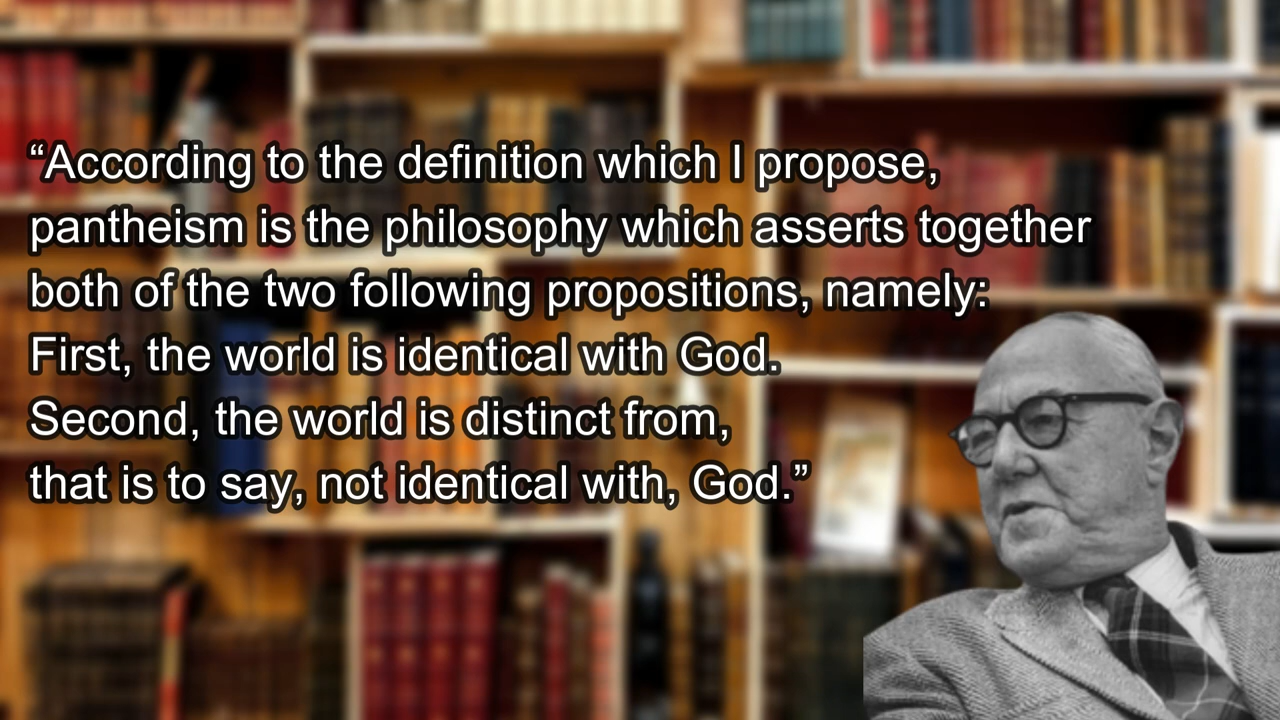 “According to the definition which I propose,
pantheism is the philosophy which asserts together
both of the two following propositions, namely:
First, the world is identical with God.
Second, the world is distinct from,
that is to say, not identical with, God.”